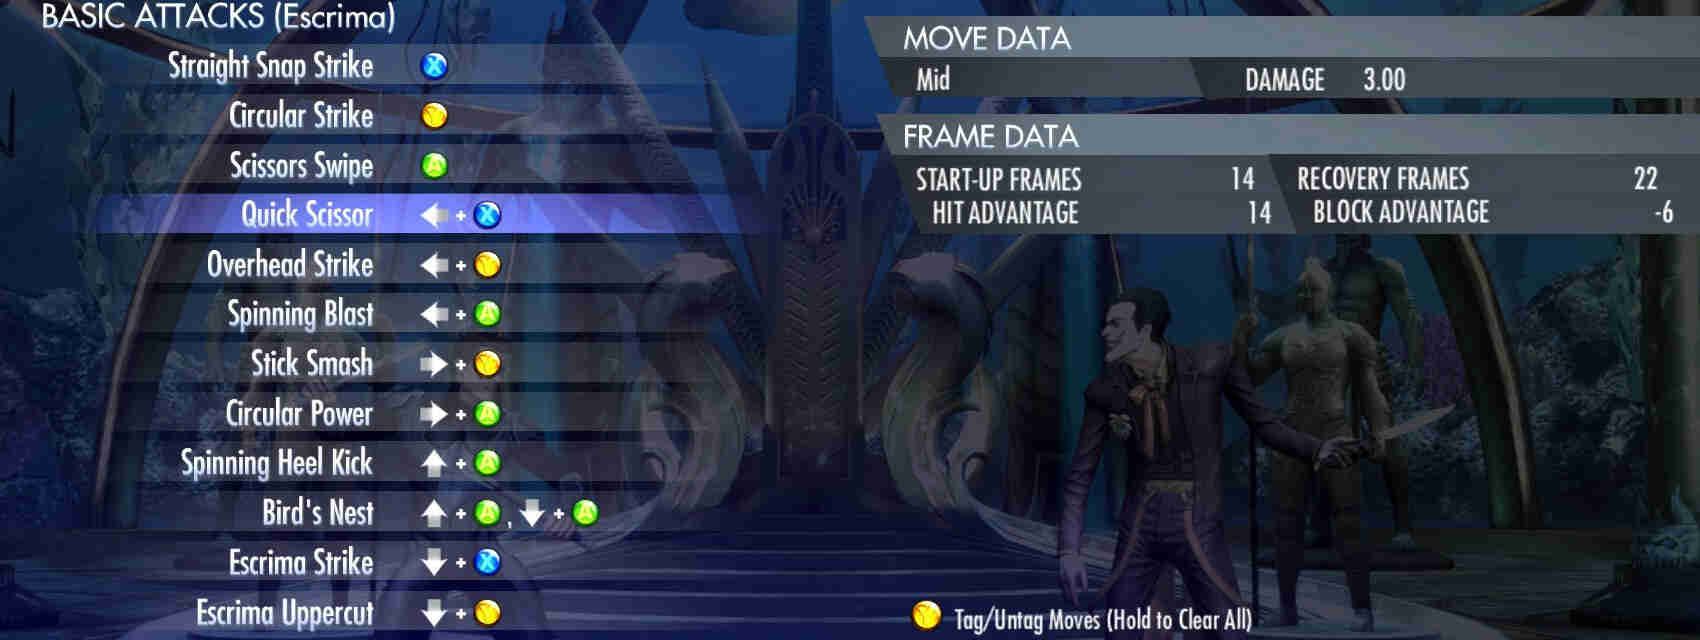 BASIC ATTACKS (Escrima)
Straight Snap Strike X
Circular Strike Y
Scissors Swipe A
Quick Scissor + X
Overhead Strike + Y
Spinning Blast + A
Stick Smash + Y
Circular Power + A
Spinning Heel Kick + A
Bird's Nest + A , + A
Escrima Strike + X
Escrima Uppercut + Y
MOVE DATA
Mid DAMAGE 3.00
FRAME DATA
START-UP FRAMES 14 RECOVERY FRAMES 22
HIT ADVANTAGE 14 BLOCK ADVANTAGE -6
Y Tag/Untag Moves (Hold to Clear All)